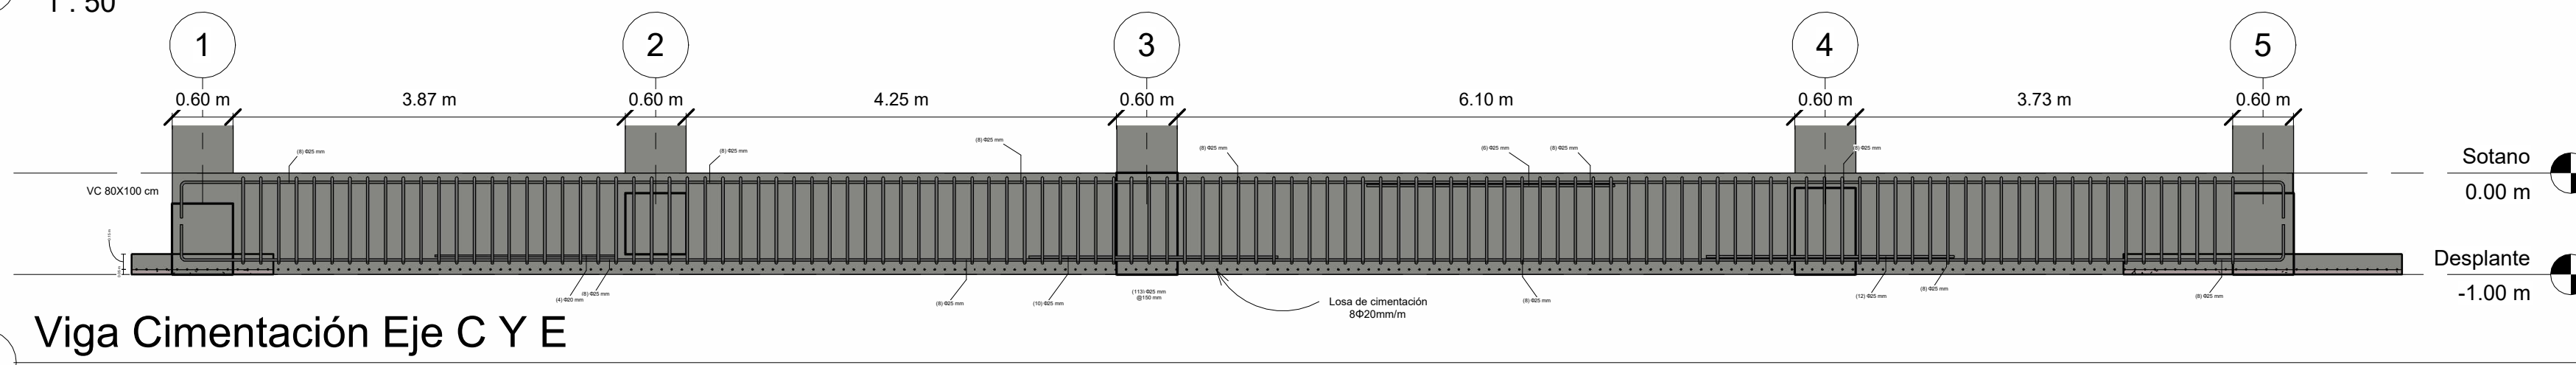 1 : 50
1
2
3
4
5
0.60 m
3.87 m
0.60 m
4.25 m
0.60 m
6.10 m
0.60 m
3.73 m
0.60 m
(8) Φ25 mm
(8) Φ25 mm
(8) Φ25 mm
(8) Φ25 mm
(8) Φ25 mm
(8) Φ25 mm
(8) Φ25 mm
Sotano
0.00 m
VC 80X100 cm
Desplante
-1.00 m
(4) Φ20 mm
(6) Φ25 mm
(8) Φ25 mm
(10) Φ25 mm
(113) Φ25 mm
@150 mm
Losa de cimentación
8Φ20mm/m
(8) Φ25 mm
(12) Φ25 mm
(8) Φ25 mm
(8) Φ25 mm
Viga Cimentación Eje C Y E